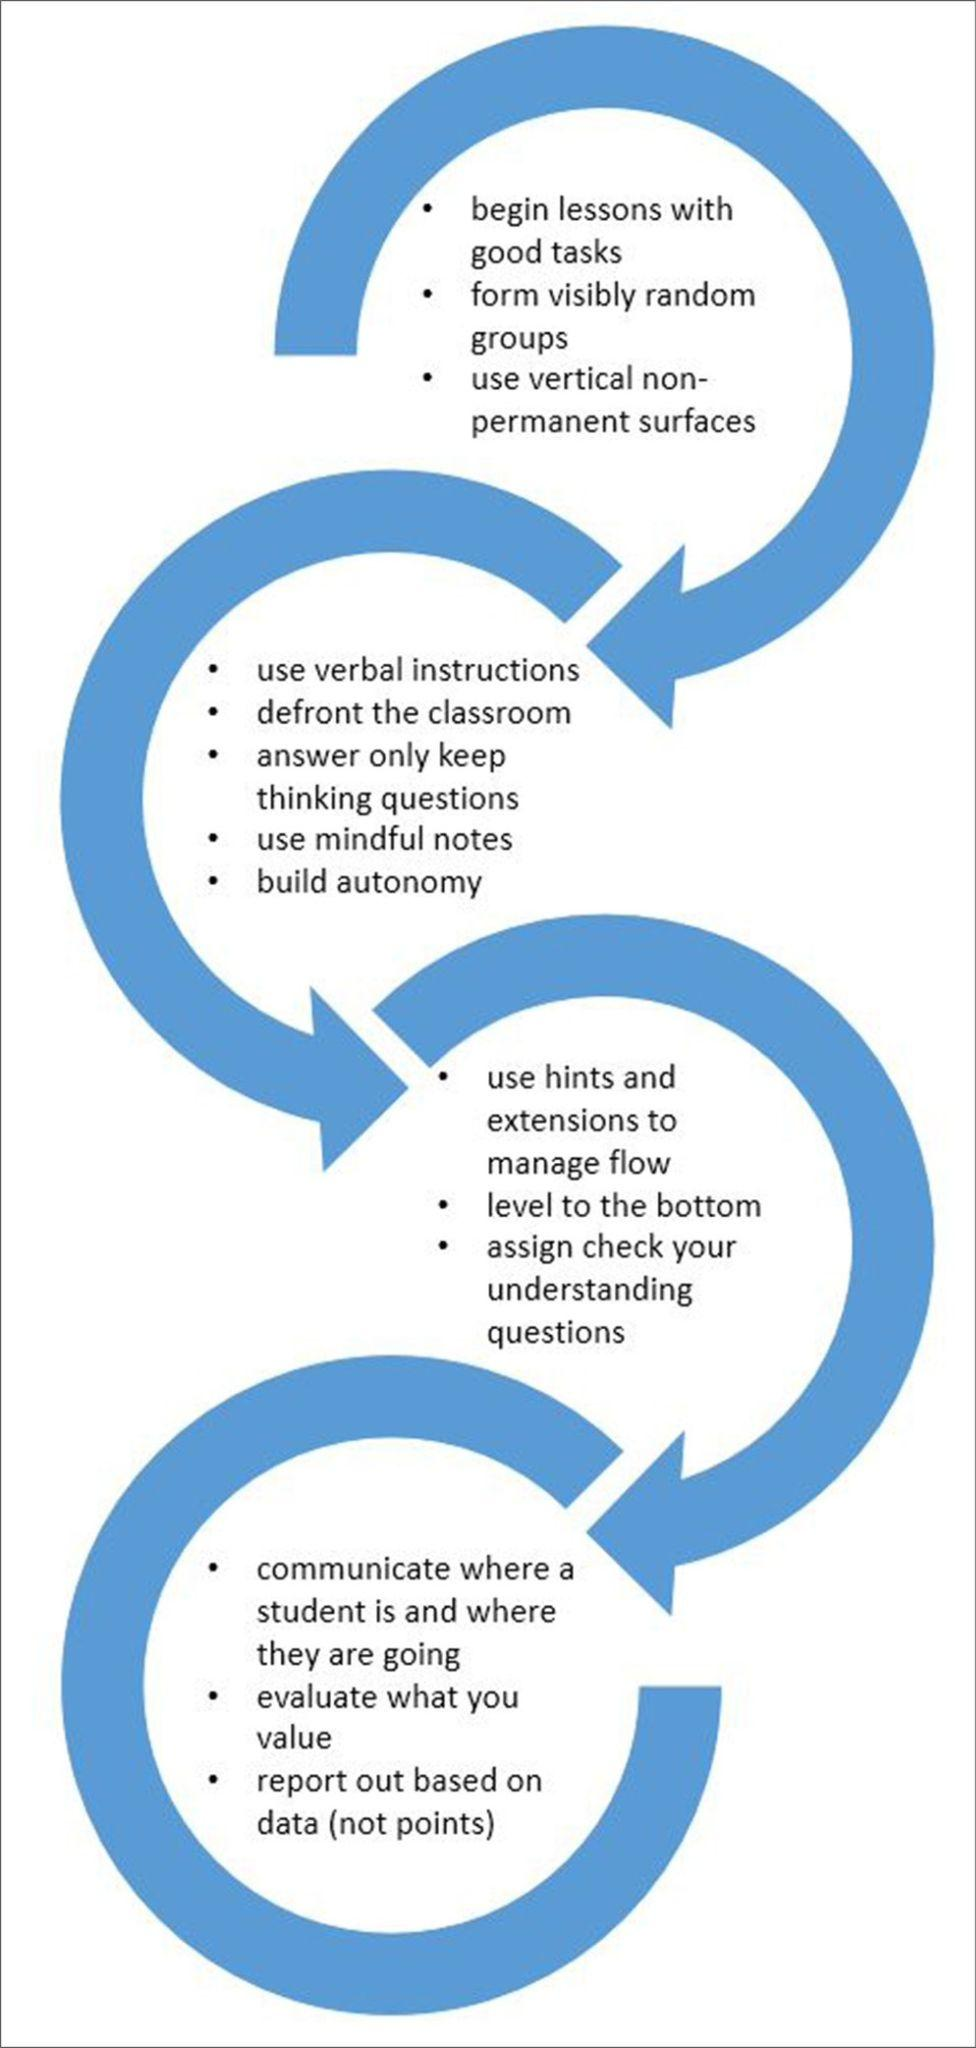 • begin lessons with
good tasks
• form visibly random
groups
• use vertical non-
permanent surfaces
• use verbal instructions
• defront the classroom
• answer only keep
thinking questions
• use mindful notes
• build autonomy
• use hints and
extensions to
manage flow
• level to the bottom
• assign check your
understanding
questions
• communicate where a
student is and where
they are going
• evaluate what you
value
• report out based on
data (not points)